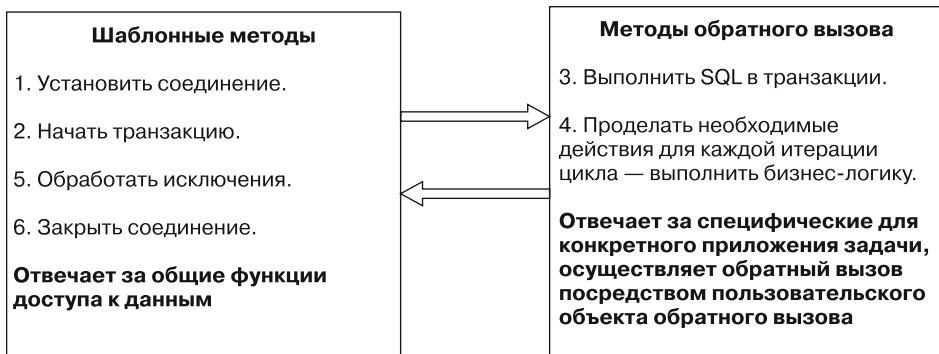 Шаблонные методы
1. Установить соединение.
2. Начать транзакцию.
5. Обработать исключения.
6. Закрыть соединение.
Отвечает за общие функции
доступа к данным
Методы обратного вызова
3. Выполнить SQL в транзакции.
4. Проделать необходимые
действия для каждой итерации
цикла — выполнить бизнес-логику.
Отвечает за специфические для
конкретного приложения задачи,
осуществляет обратный вызов
посредством пользовательского
объекта обратного вызова